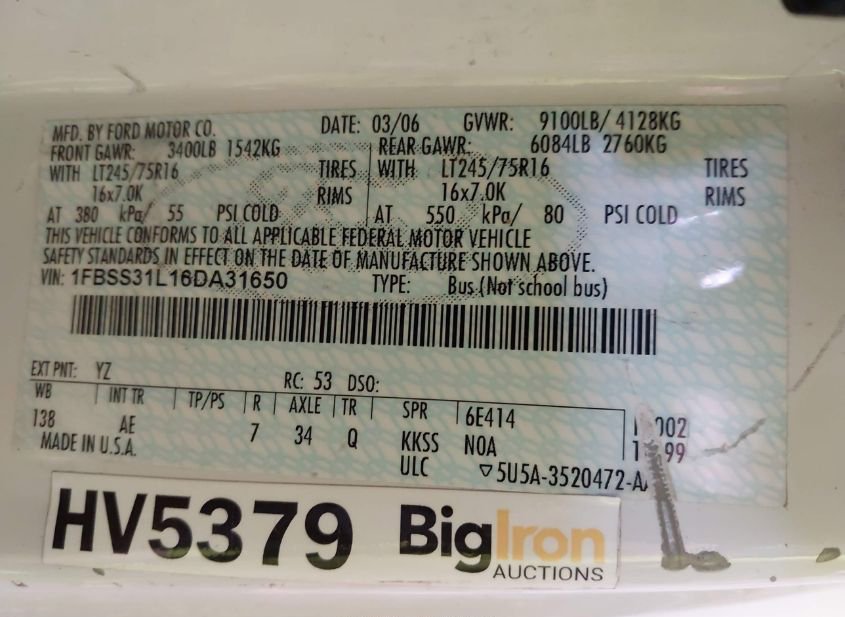 MFD. BY FORD MOTOR CO. DATE: 03/06 GVWR: 9100LB/ 4128KG
FRONT GAWR: 3400LB 1542KG REAR GAWR: 6084LB 2760KG
WITH LT245/75R16 TIRES WITH LT245/75R16 TIRES
16x7.0K RIMS 16x7.0K RIMS
AT 380 kPa/ 55 PSI COLD AT 550 kPa/ 80 PSI COLD
THIS VEHICLE CONFORMS TO ALL APPLICABLE FEDERAL MOTOR VEHICLE
SAFETY STANDARDS IN EFFECT ON THE DATE OF MANUFACTURE SHOWN ABOVE.
VIN: 1FBSS31L16DA31650 TYPE: Bus (Not school bus)
EXT PNT: YZ RC: 53 DSO:
WB INT TR TP/PS R AXLE TR SPR 6E414
138 AE 7 34 Q KKSS NOA
MADE IN U.S.A. ULC ▽5U5A-3520472-A
HV5379 BigIron
AUCTIONS